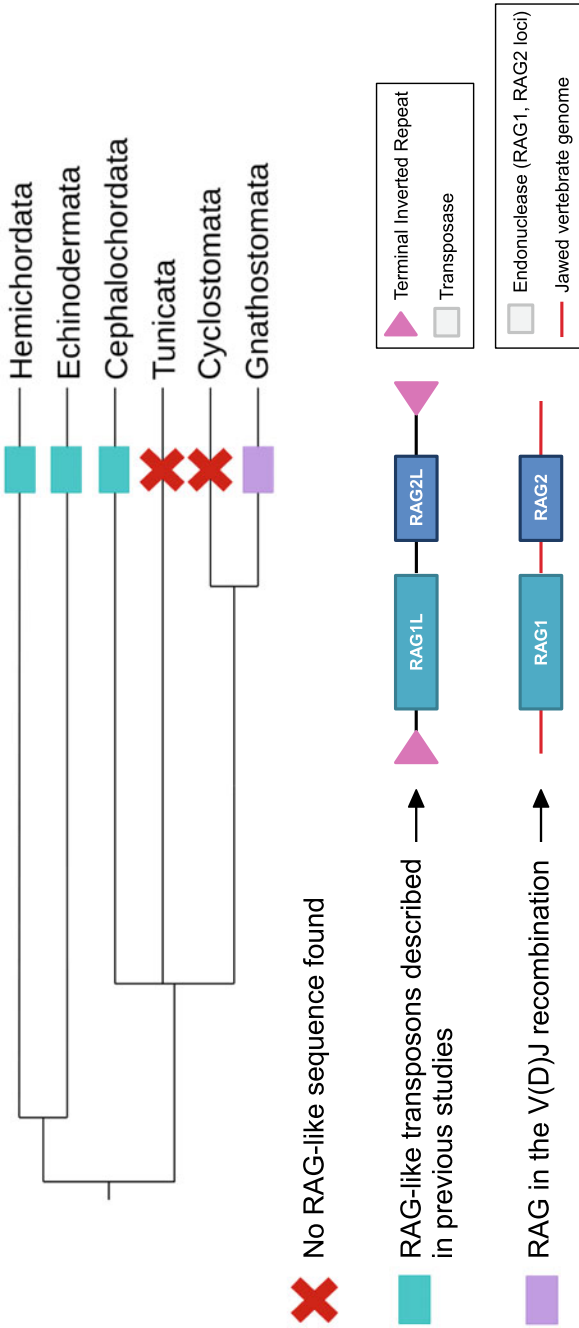 Hemichordata
Echinodermata
Cephalochordata
Tunicata
Cyclostomata
Gnathostomata
No RAG-like sequence found
RAG-like transposons described
in previous studies
RAG1L
RAG2L
Terminal Inverted Repeat
Transposase
RAG in the V(D)J recombination
RAG1
RAG2
Endonuclease (RAG1, RAG2 loci)
Jawed vertebrate genome